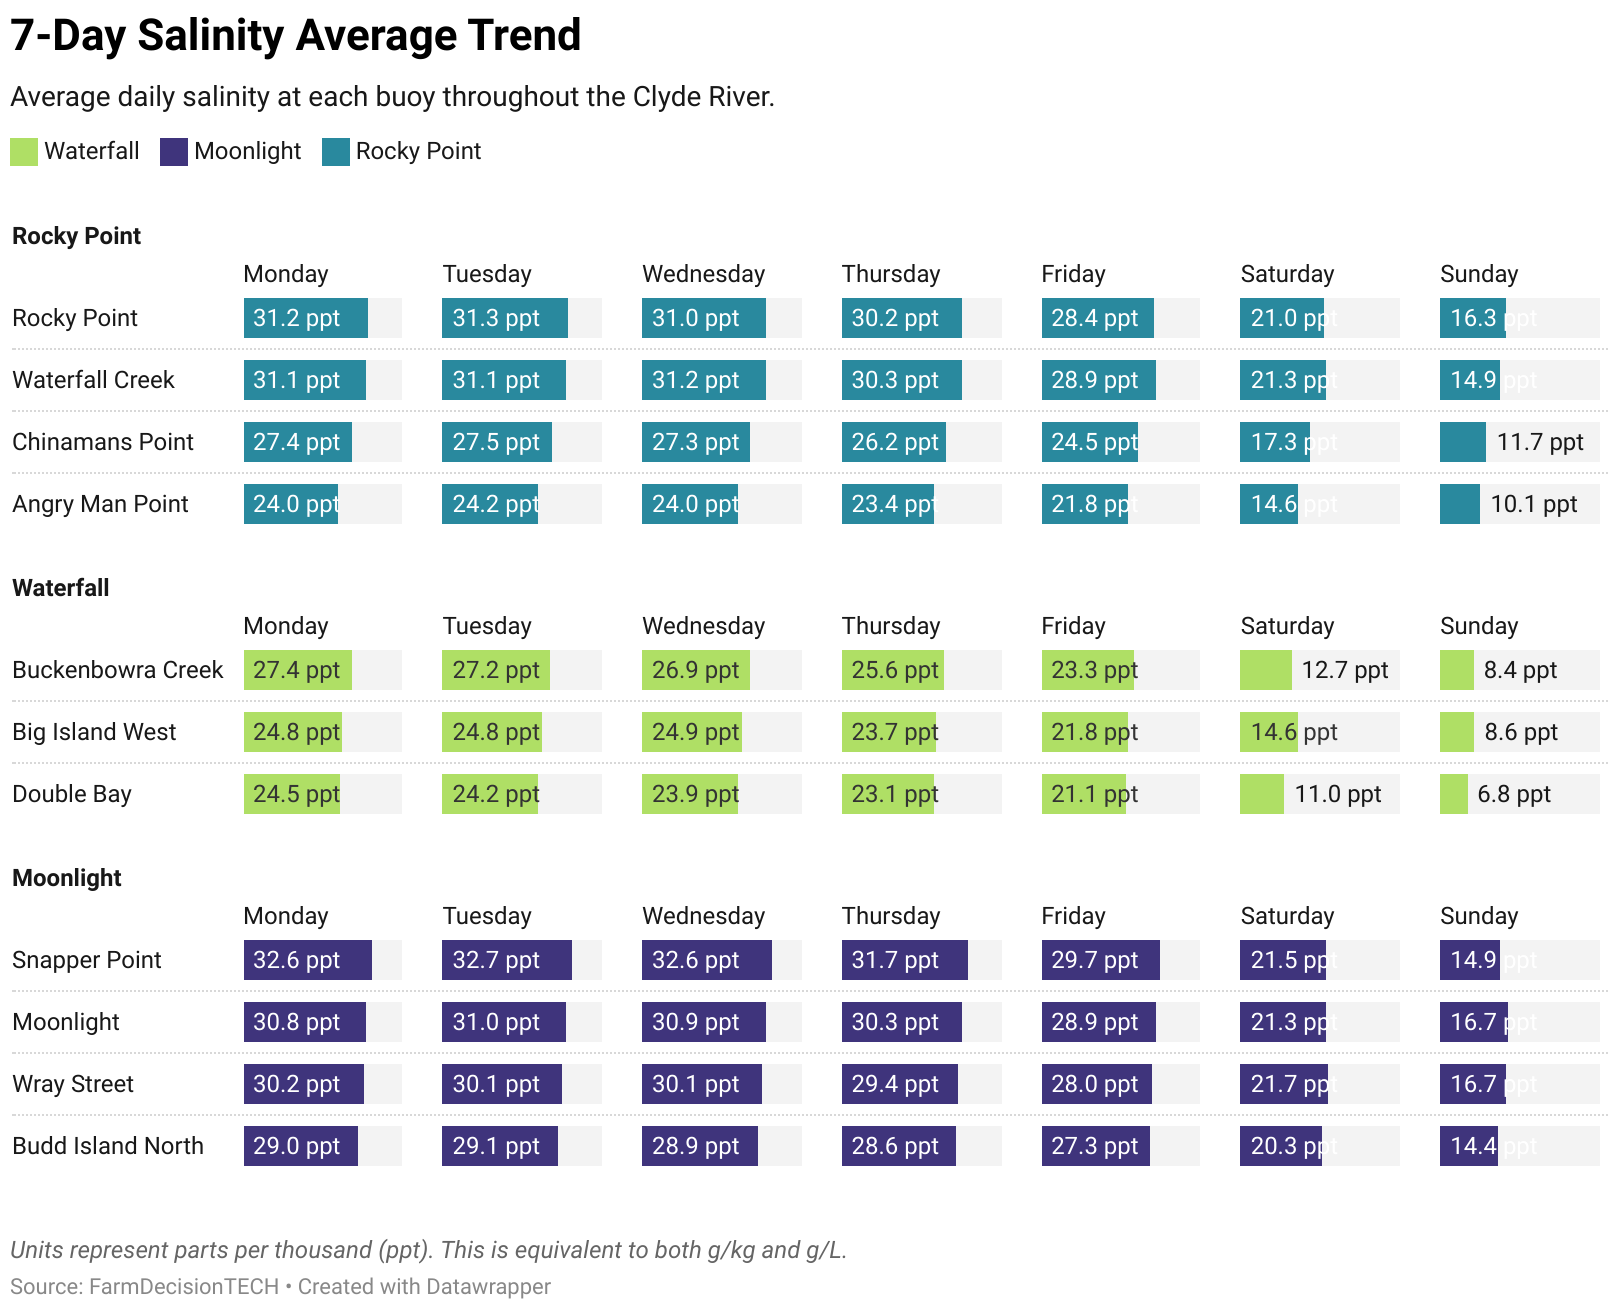 7-Day Salinity Average Trend
Average daily salinity at each buoy throughout the Clyde River.
Waterfall Moonlight Rocky Point
Rocky Point
Monday Tuesday Wednesday Thursday Friday Saturday Sunday
Rocky Point 31.2 ppt 31.3 ppt 31.0 ppt 30.2 ppt 28.4 ppt 21.0 ppt 16.3 ppt
Waterfall Creek 31.1 ppt 31.1 ppt 31.2 ppt 30.3 ppt 28.9 ppt 21.3 ppt 14.9 ppt
Chinamans Point 27.4 ppt 27.5 ppt 27.3 ppt 26.2 ppt 24.5 ppt 17.3 ppt 11.7 ppt
Angry Man Point 24.0 ppt 24.2 ppt 24.0 ppt 23.4 ppt 21.8 ppt 14.6 ppt 10.1 ppt
Waterfall
Monday Tuesday Wednesday Thursday Friday Saturday Sunday
Buckenbowra Creek 27.4 ppt 27.2 ppt 26.9 ppt 25.6 ppt 23.3 ppt 12.7 ppt 8.4 ppt
Big Island West 24.8 ppt 24.8 ppt 24.9 ppt 23.7 ppt 21.8 ppt 14.6 ppt 8.6 ppt
Double Bay 24.5 ppt 24.2 ppt 23.9 ppt 23.1 ppt 21.1 ppt 11.0 ppt 6.8 ppt
Moonlight
Monday Tuesday Wednesday Thursday Friday Saturday Sunday
Snapper Point 32.6 ppt 32.7 ppt 32.6 ppt 31.7 ppt 29.7 ppt 21.5 ppt 14.9 ppt
Moonlight 30.8 ppt 31.0 ppt 30.9 ppt 30.3 ppt 28.9 ppt 21.3 ppt 16.7 ppt
Wray Street 30.2 ppt 30.1 ppt 30.1 ppt 29.4 ppt 28.0 ppt 21.7 ppt 16.7 ppt
Budd Island North 29.0 ppt 29.1 ppt 28.9 ppt 28.6 ppt 27.3 ppt 20.3 ppt 14.4 ppt
Units represent parts per thousand (ppt). This is equivalent to both g/kg and g/L.
Source: FarmDecisionTECH • Created with Datawrapper